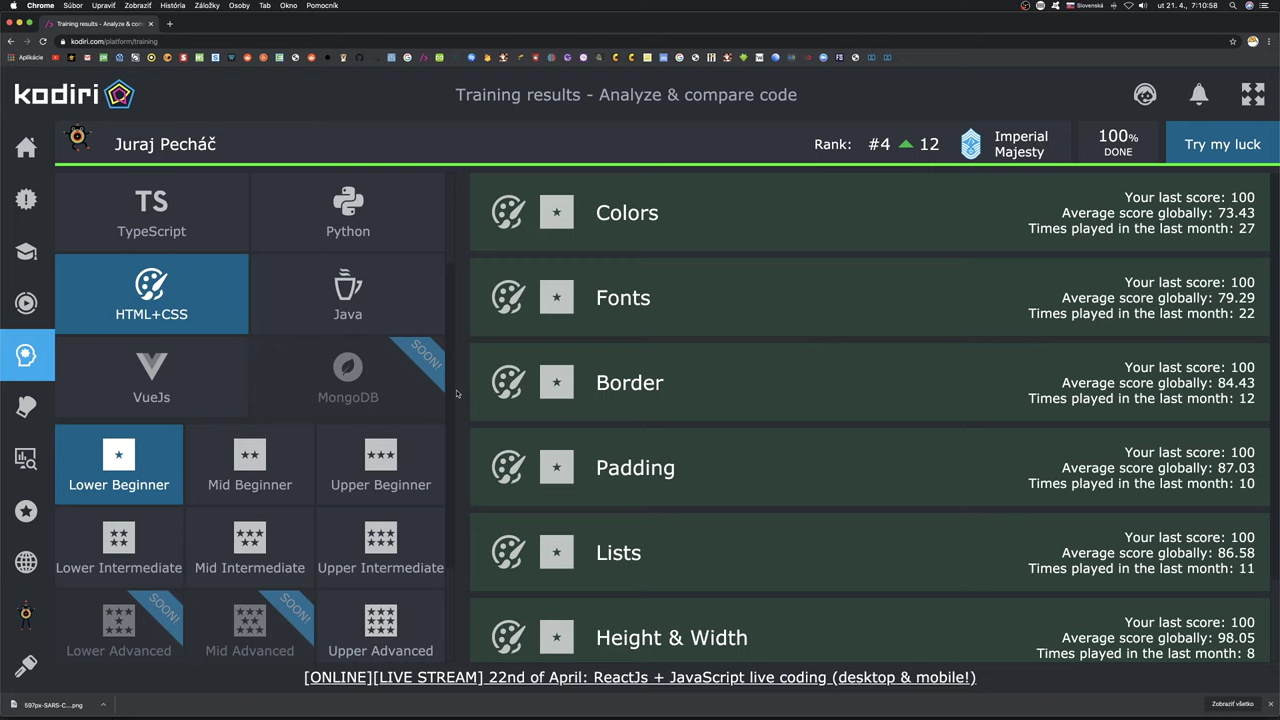 Chrome Súbor Upraviť Zobraziť História Záložky Osoby Tab Okno Pomocník
Slovenská ut 21. 4., 7:10:58
Training results - Analyze & co
kodiri.com/platform/training
Aplikácie
kodiri
Training results - Analyze & compare code
Juraj Pecháč
Rank: #4 12
Imperial
Majesty
100%
DONE
Try my luck
TS
TypeScript
Python
HTML+CSS
Java
VueJs
MongoDB
SOON!
Lower Beginner
Mid Beginner
Upper Beginner
Lower Intermediate
Mid Intermediate
Upper Intermediate
SOON!
SOON!
Lower Advanced
Mid Advanced
Upper Advanced
Colors
Your last score: 100
Average score globally: 73.43
Times played in the last month: 27
Fonts
Your last score: 100
Average score globally: 79.29
Times played in the last month: 22
Border
Your last score: 100
Average score globally: 84.43
Times played in the last month: 12
Padding
Your last score: 100
Average score globally: 87.03
Times played in the last month: 10
Lists
Your last score: 100
Average score globally: 86.58
Times played in the last month: 11
Height & Width
Your last score: 100
Average score globally: 98.05
Times played in the last month: 8
[ONLINE][LIVE STREAM] 22nd of April: ReactJs + JavaScript live coding (desktop & mobile!)
597px-SARS-C....png
Zobraziť všetko